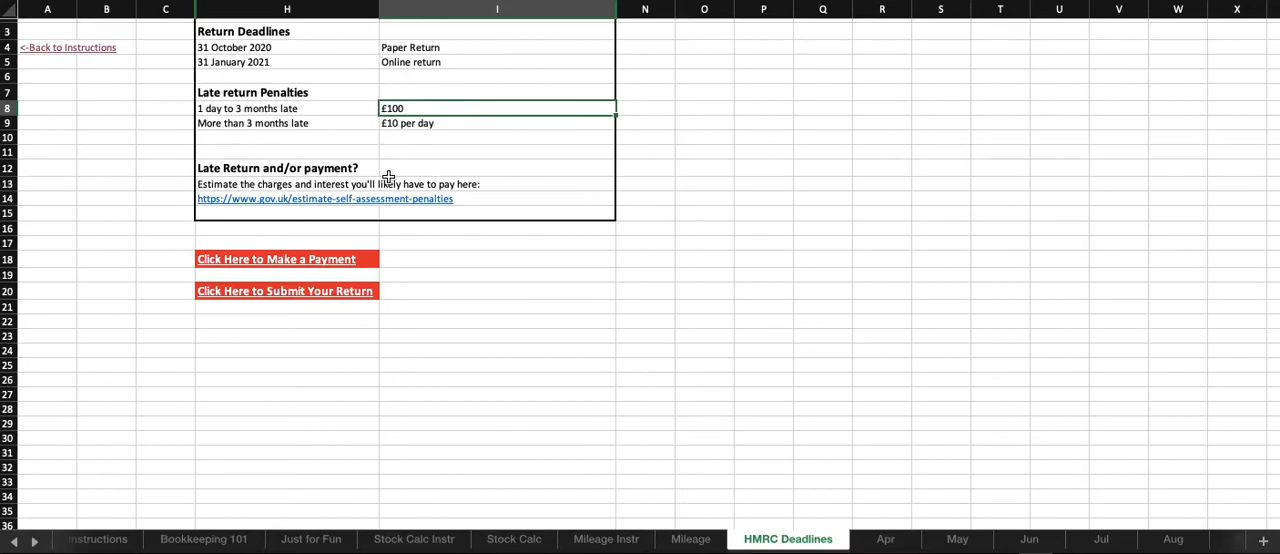 A B C H I N O P Q R S T U V W X
3 Return Deadlines
4 <-Back to Instructions 31 October 2020 Paper Return
5 31 January 2021 Online return
6
7 Late return Penalties
8 1 day to 3 months late £100
9 More than 3 months late £10 per day
10
11
12 Late Return and/or payment?
13 Estimate the charges and interest you'll likely have to pay here:
14 https://www.gov.uk/estimate-self-assessment-penalties
15
16
17
18 Click Here to Make a Payment
19
20 Click Here to Submit Your Return
21
22
23
24
25
26
27
28
29
30
31
32
33
34
35
36
nstructions Bookkeeping 101 Just for Fun Stock Calc Instr Stock Calc Mileage Instr Mileage HMRC Deadlines Apr May Jun Jul Aug +